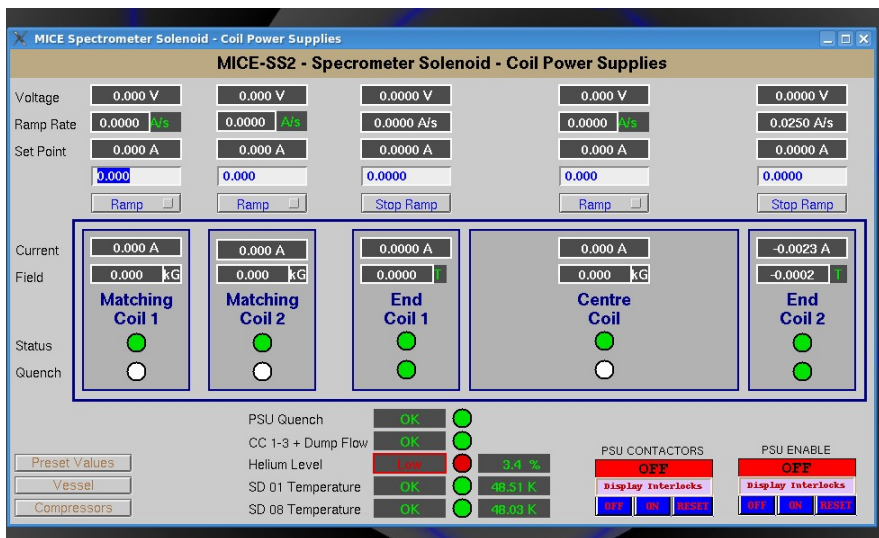 MICE Spectrometer Solenoid - Coil Power Supplies
MICE-SS2 - Specrometer Solenoid - Coil Power Supplies
Voltage 0.000 V 0.000 V 0.0000 V 0.000 V 0.0000 V
Ramp Rate 0.0000 A/s 0.0000 A/s 0.0000 A/s 0.0000 A/s 0.0250 A/s
Set Point 0.000 A 0.000 A 0.0000 A 0.000 A 0.0000 A
0.000 0.000 0.0000 0.000 0.0000
Ramp Ramp Stop Ramp Ramp Stop Ramp
Current 0.000 A 0.000 A 0.0000 A 0.000 A -0.0023 A
Field 0.000 kG 0.000 kG 0.0000 T 0.000 kG -0.0002 T
Matching Matching End Centre End
Coil 1 Coil 2 Coil 1 Coil Coil 2
Status
Quench
PSU Quench OK
CC 1-3 + Dump Flow OK
Helium Level Low 3.4 %
SD 01 Temperature OK 48.51 K
SD 08 Temperature OK 48.03 K
Preset Values
Vessel
Compressors
PSU CONTACTORS
OFF
Display Interlocks
OFF ON RESET
PSU ENABLE
OFF
Display Interlocks
OFF ON RESET